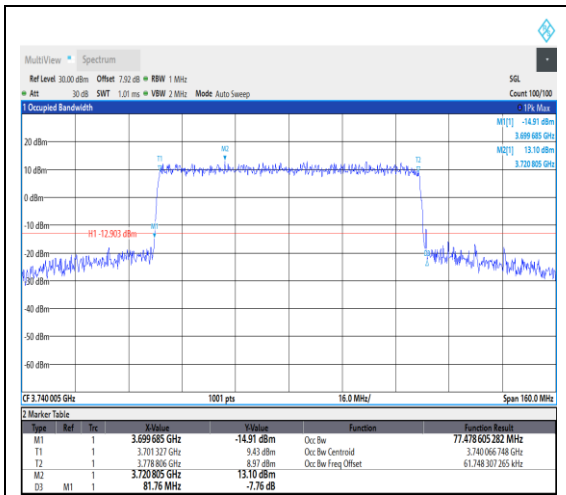 MultiView Spectrum
Ref Level 30.00 dBm Offset 7.92 dB RBW 1 MHz SGL
Att 30 dB SWT 1.01 ms VBW 2 MHz Mode Auto Sweep Count 100/100
1 Occupied Bandwidth 1Pk Max
M1[1] -14.91 dBm
3.699 685 GHz
M2[1] 13.10 dBm
3.720 805 GHz
20 dBm
M2
T1
T2
10 dBm
0 dBm
-10 dBm
M1
H1 -12.903 dBm
-20 dBm
-30 dBm
-40 dBm
-50 dBm
-60 dBm
CF 3.740 005 GHz 1001 pts 16.0 MHz/ Span 160.0 MHz
2 Marker Table
Type Ref Trc X-Value Y-Value Function Function Result
M1 1 3.699 685 GHz -14.91 dBm Occ Bw 77.478 605 282 MHz
T1 1 3.701 327 GHz 9.43 dBm Occ Bw Centroid 3.740 066 748 GHz
T2 1 3.778 806 GHz 8.97 dBm Occ Bw Freq Offset 61.748 307 265 kHz
M2 1 3.720 805 GHz 13.10 dBm
D3 M1 1 81.76 MHz -7.76 dB